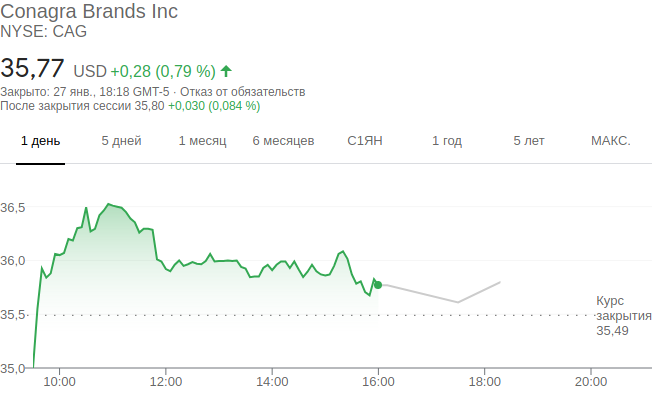 Conagra Brands Inc
NYSE: CAG
35,77 USD +0,28 (0,79 %)
Закрыто: 27 янв., 18:18 GMT-5 · Отказ от обязательств
После закрытия сессии 35,80 +0,030 (0,084 %)
1 день 5 дней 1 месяц 6 месяцев С1ЯН 1 год 5 лет МАКС.
36,5
36,0
35,5
Курс
закрытия
35,49
35,0
10:00 12:00 14:00 16:00 18:00 20:00